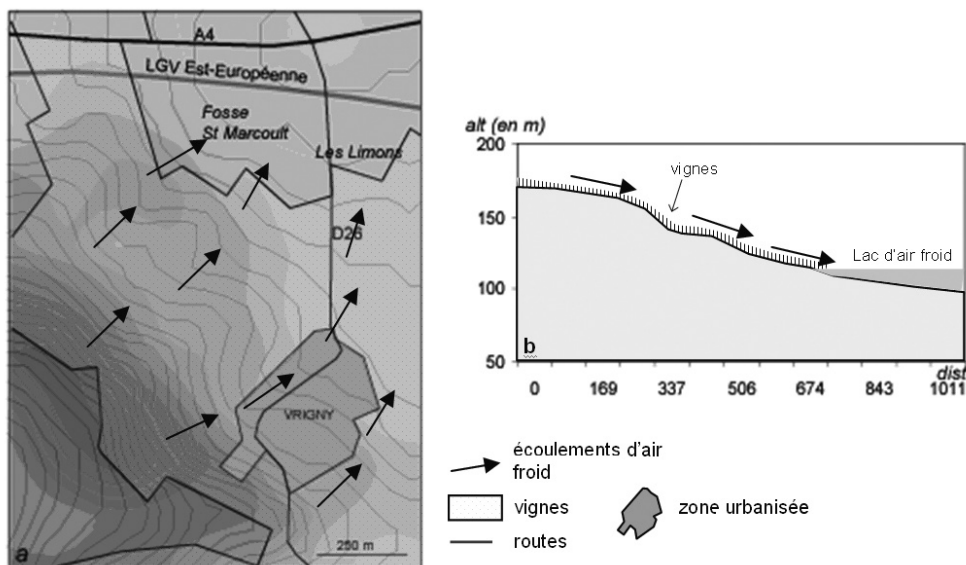 A4
LGV Est-Européenne
Fosse
St Marcoult
Les Limons
D26
VRIGNY
a
250 m
alt (en m)
200
150
100
50
vignes
Lac d'air froid
b
dist
0 169 337 506 674 843 1011
écoulements d'air
froid
vignes
routes
zone urbanisée